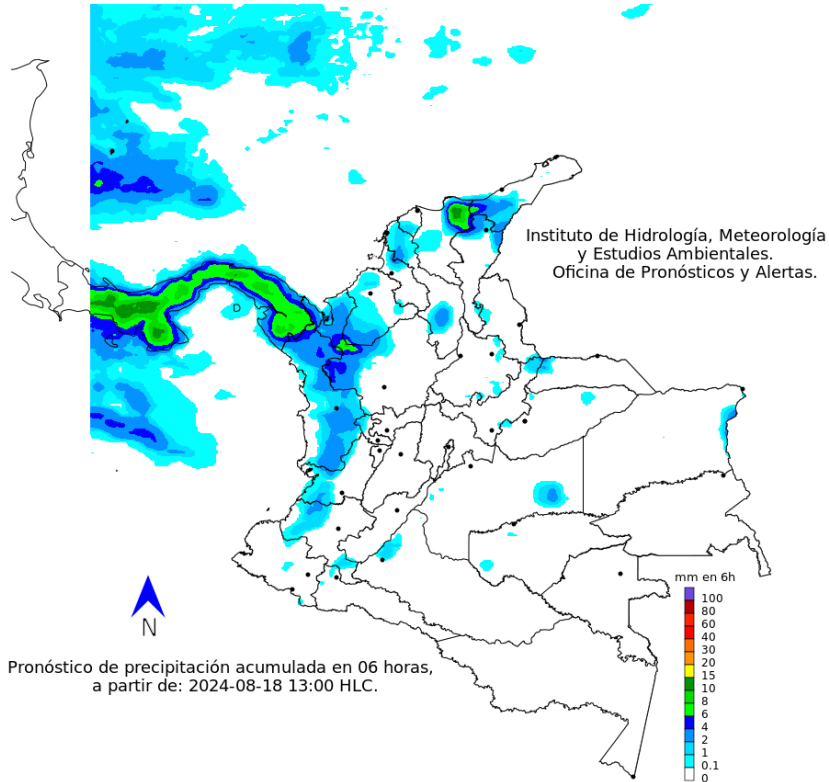 Instituto de Hidrología, Meteorología
y Estudios Ambientales.
Oficina de Pronósticos y Alertas.
mm en 6h
100
80
60
40
30
20
15
10
8
6
4
2
1
0.1
0
N
Pronóstico de precipitación acumulada en 06 horas,
a partir de: 2024-08-18 13:00 HLC.